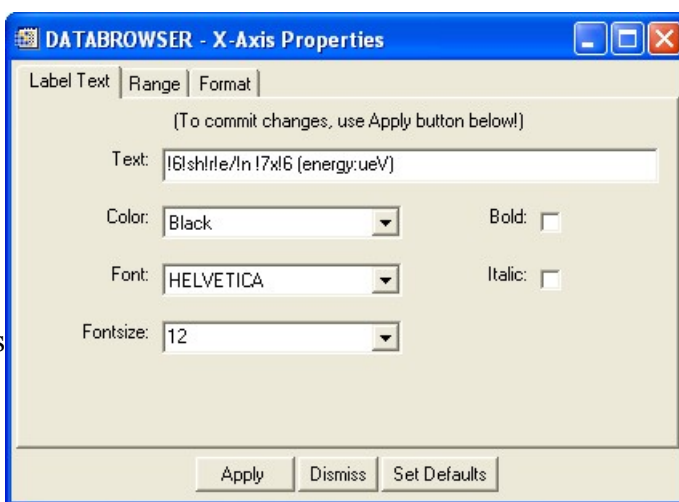 DATABROWSER - X-Axis Properties
Label Text Range Format
(To commit changes, use Apply button below!)
Text: !6!sh!r!e/!n !7x!6 (energy:ueV)
Color: Black Bold:
Font: HELVETICA Italic:
Fontsize: 12
s
Apply Dismiss Set Defaults